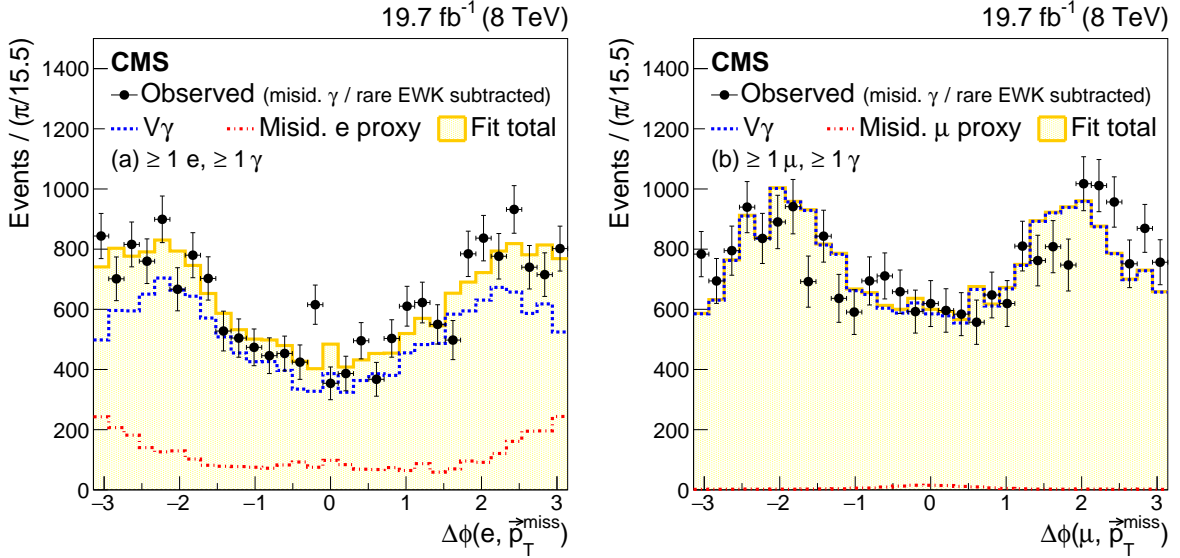 19.7 fb⁻¹ (8 TeV)
Events / (π/15.5)
1400
1200
1000
800
600
400
200
0
CMS
Observed (misid. γ / rare EWK subtracted)
Vγ Misid. e proxy Fit total
(a) ≥ 1 e, ≥ 1 γ
−3 −2 −1 0 1 2 3
Δϕ(e, p⃗_T^miss)
19.7 fb⁻¹ (8 TeV)
Events / (π/15.5)
1400
1200
1000
800
600
400
200
0
CMS
Observed (misid. γ / rare EWK subtracted)
Vγ Misid. μ proxy Fit total
(b) ≥ 1 μ, ≥ 1 γ
−3 −2 −1 0 1 2 3
Δϕ(μ, p⃗_T^miss)